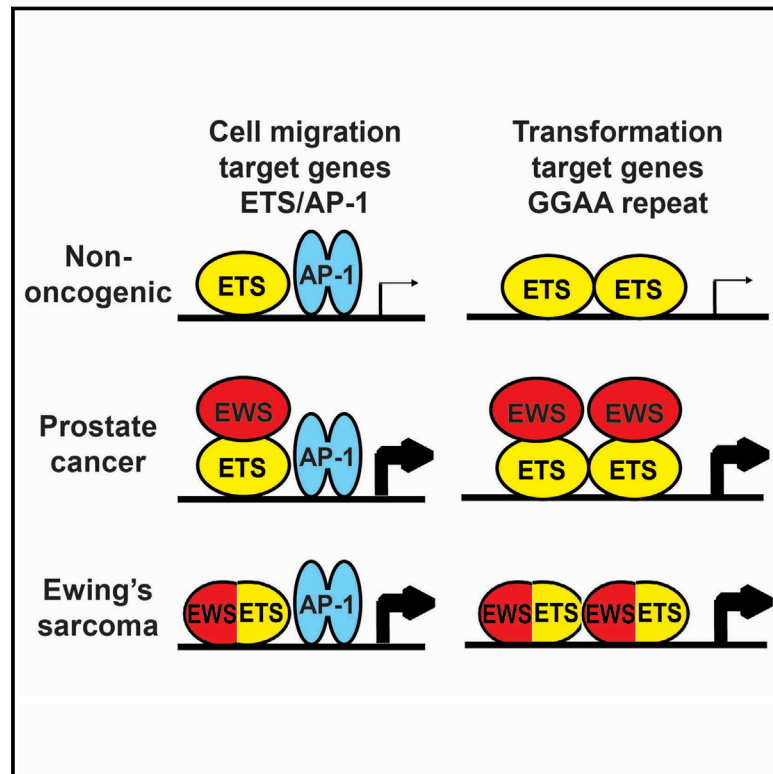 Cell migration
target genes
ETS/AP-1
Transformation
target genes
GGAA repeat
Non-
oncogenic
ETS
AP-1
ETS
ETS
Prostate
cancer
EWS
ETS
AP-1
EWS
EWS
ETS
ETS
Ewing's
sarcoma
EWS
ETS
AP-1
EWS
ETS
EWS
ETS